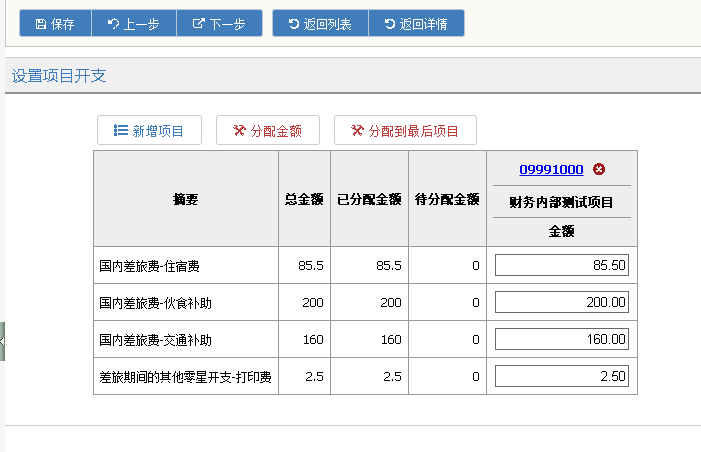 保存 上一步 下一步 返回列表 返回详情
设置项目开支
新增项目 分配金额 分配到最后项目
摘要 总金额 已分配金额 待分配金额 09991000
财务内部测试项目
金额
国内差旅费-住宿费 85.5 85.5 0 85.50
国内差旅费-伙食补助 200 200 0 200.00
国内差旅费-交通补助 160 160 0 160.00
差旅期间的其他零星开支-打印费 2.5 2.5 0 2.50